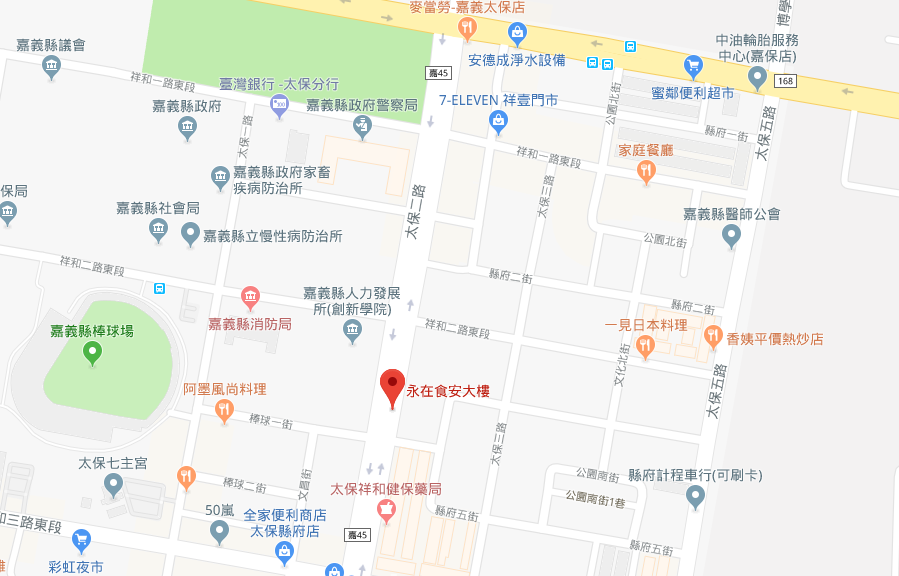 麥當勞-嘉義太保店
博學
嘉義縣議會
安德成淨水設備
中油輪胎服務
中心(嘉保店)
嘉45
168
祥和一路東段
臺灣銀行 -太保分行
蜜鄰便利超市
嘉義縣政府
嘉義縣政府警察局
7-ELEVEN 祥壹門市
公園北街
縣府一街
太保五路
太保一路
祥和一路東段
家庭餐廳
嘉義縣政府家畜
疾病防治所
太保三路
保局
太保二路
嘉義縣社會局
嘉義縣醫師公會
嘉義縣立慢性病防治所
公園北街
祥和二路東段
縣府二街
嘉義縣人力發展
所(創新學院)
縣府二街
嘉義縣棒球場
嘉義縣消防局
祥和二路東段
一見日本料理
香姨平價熱炒店
文化北街
阿墨風尚料理
永在食安大樓
太保五路
棒球一街
太保三路
太保七主宮
文昌街
公園南街
縣府計程車行(可刷卡)
棒球二街
太保祥和健保藥局
公園南街1巷
50嵐
全家便利商店
太保縣府店
縣府五街
和三路東段
嘉45
縣府五街
彩虹夜市